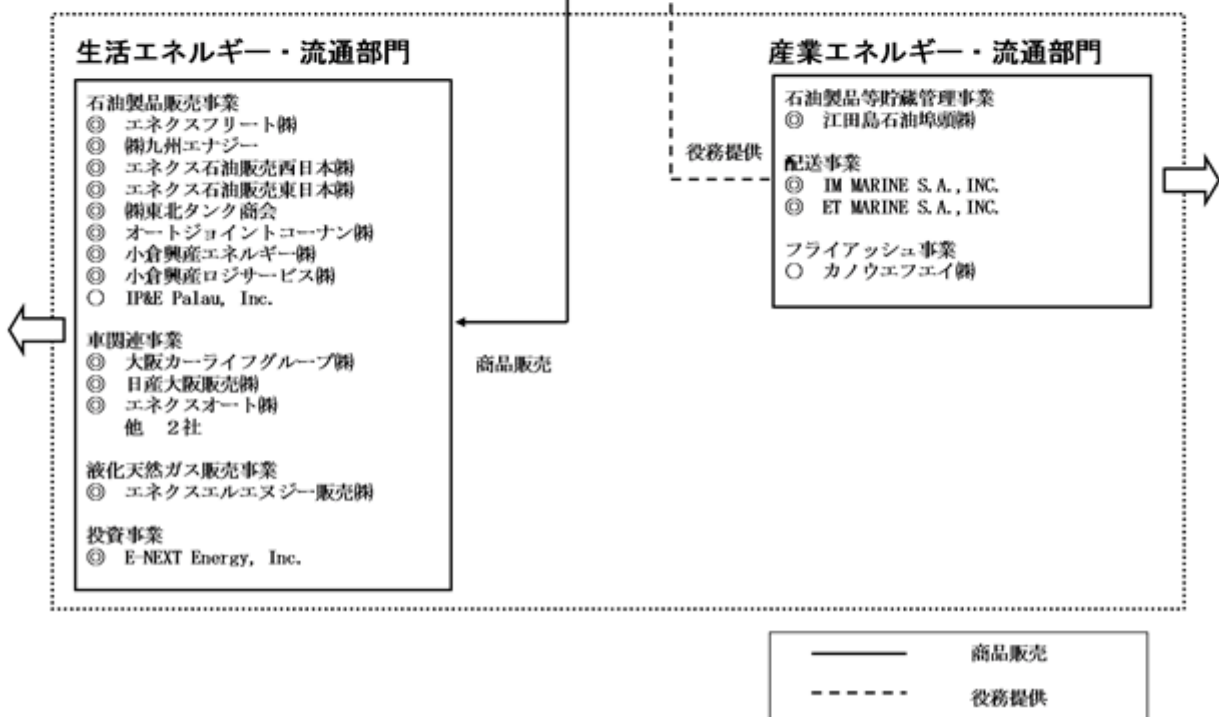 生活エネルギー・流通部門
石油製品販売事業
◎ エネクスフリート㈱
◎ ㈱九州エナジー
◎ エネクス石油販売西日本㈱
◎ エネクス石油販売東日本㈱
◎ ㈱東北タンク商会
◎ オートジョイントコーナン㈱
◎ 小倉興産エネルギー㈱
◎ 小倉興産ロジサービス㈱
○ IP&E Palau, Inc.
車関連事業
◎ 大阪カーライフグループ㈱
◎ 日産大阪販売㈱
◎ エネクスオート㈱
他 2社
液化天然ガス販売事業
◎ エネクスエルエヌジー販売㈱
投資事業
◎ E-NEXT Energy, Inc.
商品販売
役務提供
産業エネルギー・流通部門
石油製品等貯蔵管理事業
◎ 江田島石油埠頭㈱
配送事業
◎ IM MARINE S.A.,INC.
◎ ET MARINE S.A.,INC.
フライアッシュ事業
○ カノウエフエイ㈱
商品販売
役務提供